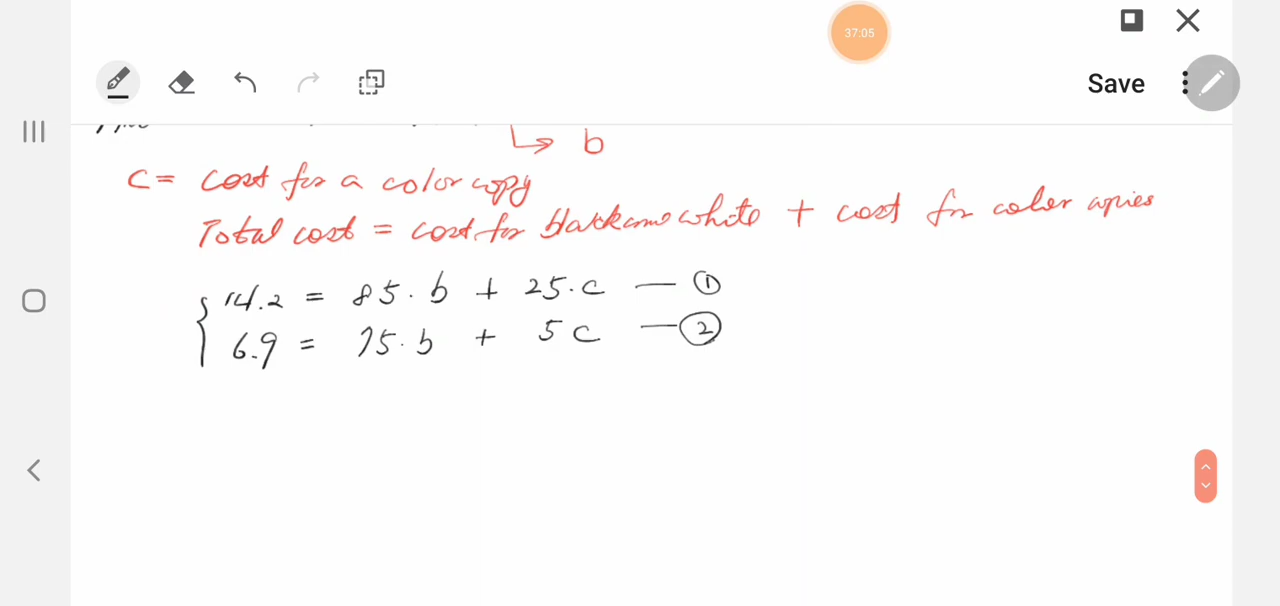 37:05
Save
↳ b
c = cost for a color copy
Total cost = cost for black and white + cost for color copies
14.2 = 85.b + 25.c — ①
6.9 = 75.b + 5c — ②